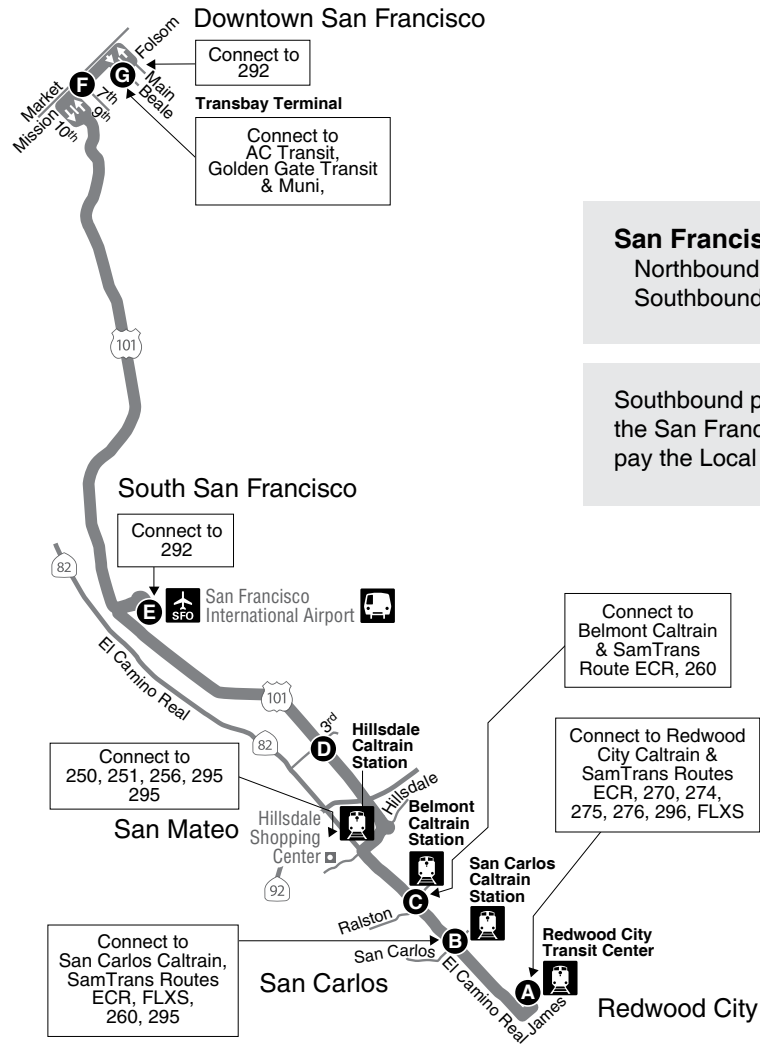 Downtown San Francisco
Folsom
Connect to
292
Main
Beale
F
G
7th
9th
Market
Mission
10th
Transbay Terminal
Connect to
AC Transit,
Golden Gate Transit
& Muni,
San Francis
Northbound
Southbound
101
Southbound p
the San Franc
pay the Local
South San Francisco
Connect to
292
82
E
SFO
San Francisco
International Airport
El Camino Real
101
Connect to
Belmont Caltrain
& SamTrans
Route ECR, 260
3rd
D
82
Hillsdale
Caltrain
Station
Connect to Redwood
City Caltrain &
SamTrans Routes
ECR, 270, 274,
275, 276, 296, FLXS
Connect to
250, 251, 256, 295
295
San Mateo
Hillsdale
Shopping
Center
Hillsdale
Belmont
Caltrain
Station
92
San Carlos
Caltrain
Station
C
Ralston
B
San Carlos
Redwood City
Transit Center
Connect to
San Carlos Caltrain,
SamTrans Routes
ECR, FLXS,
260, 295
San Carlos
El Camino Real
A
James
Redwood City